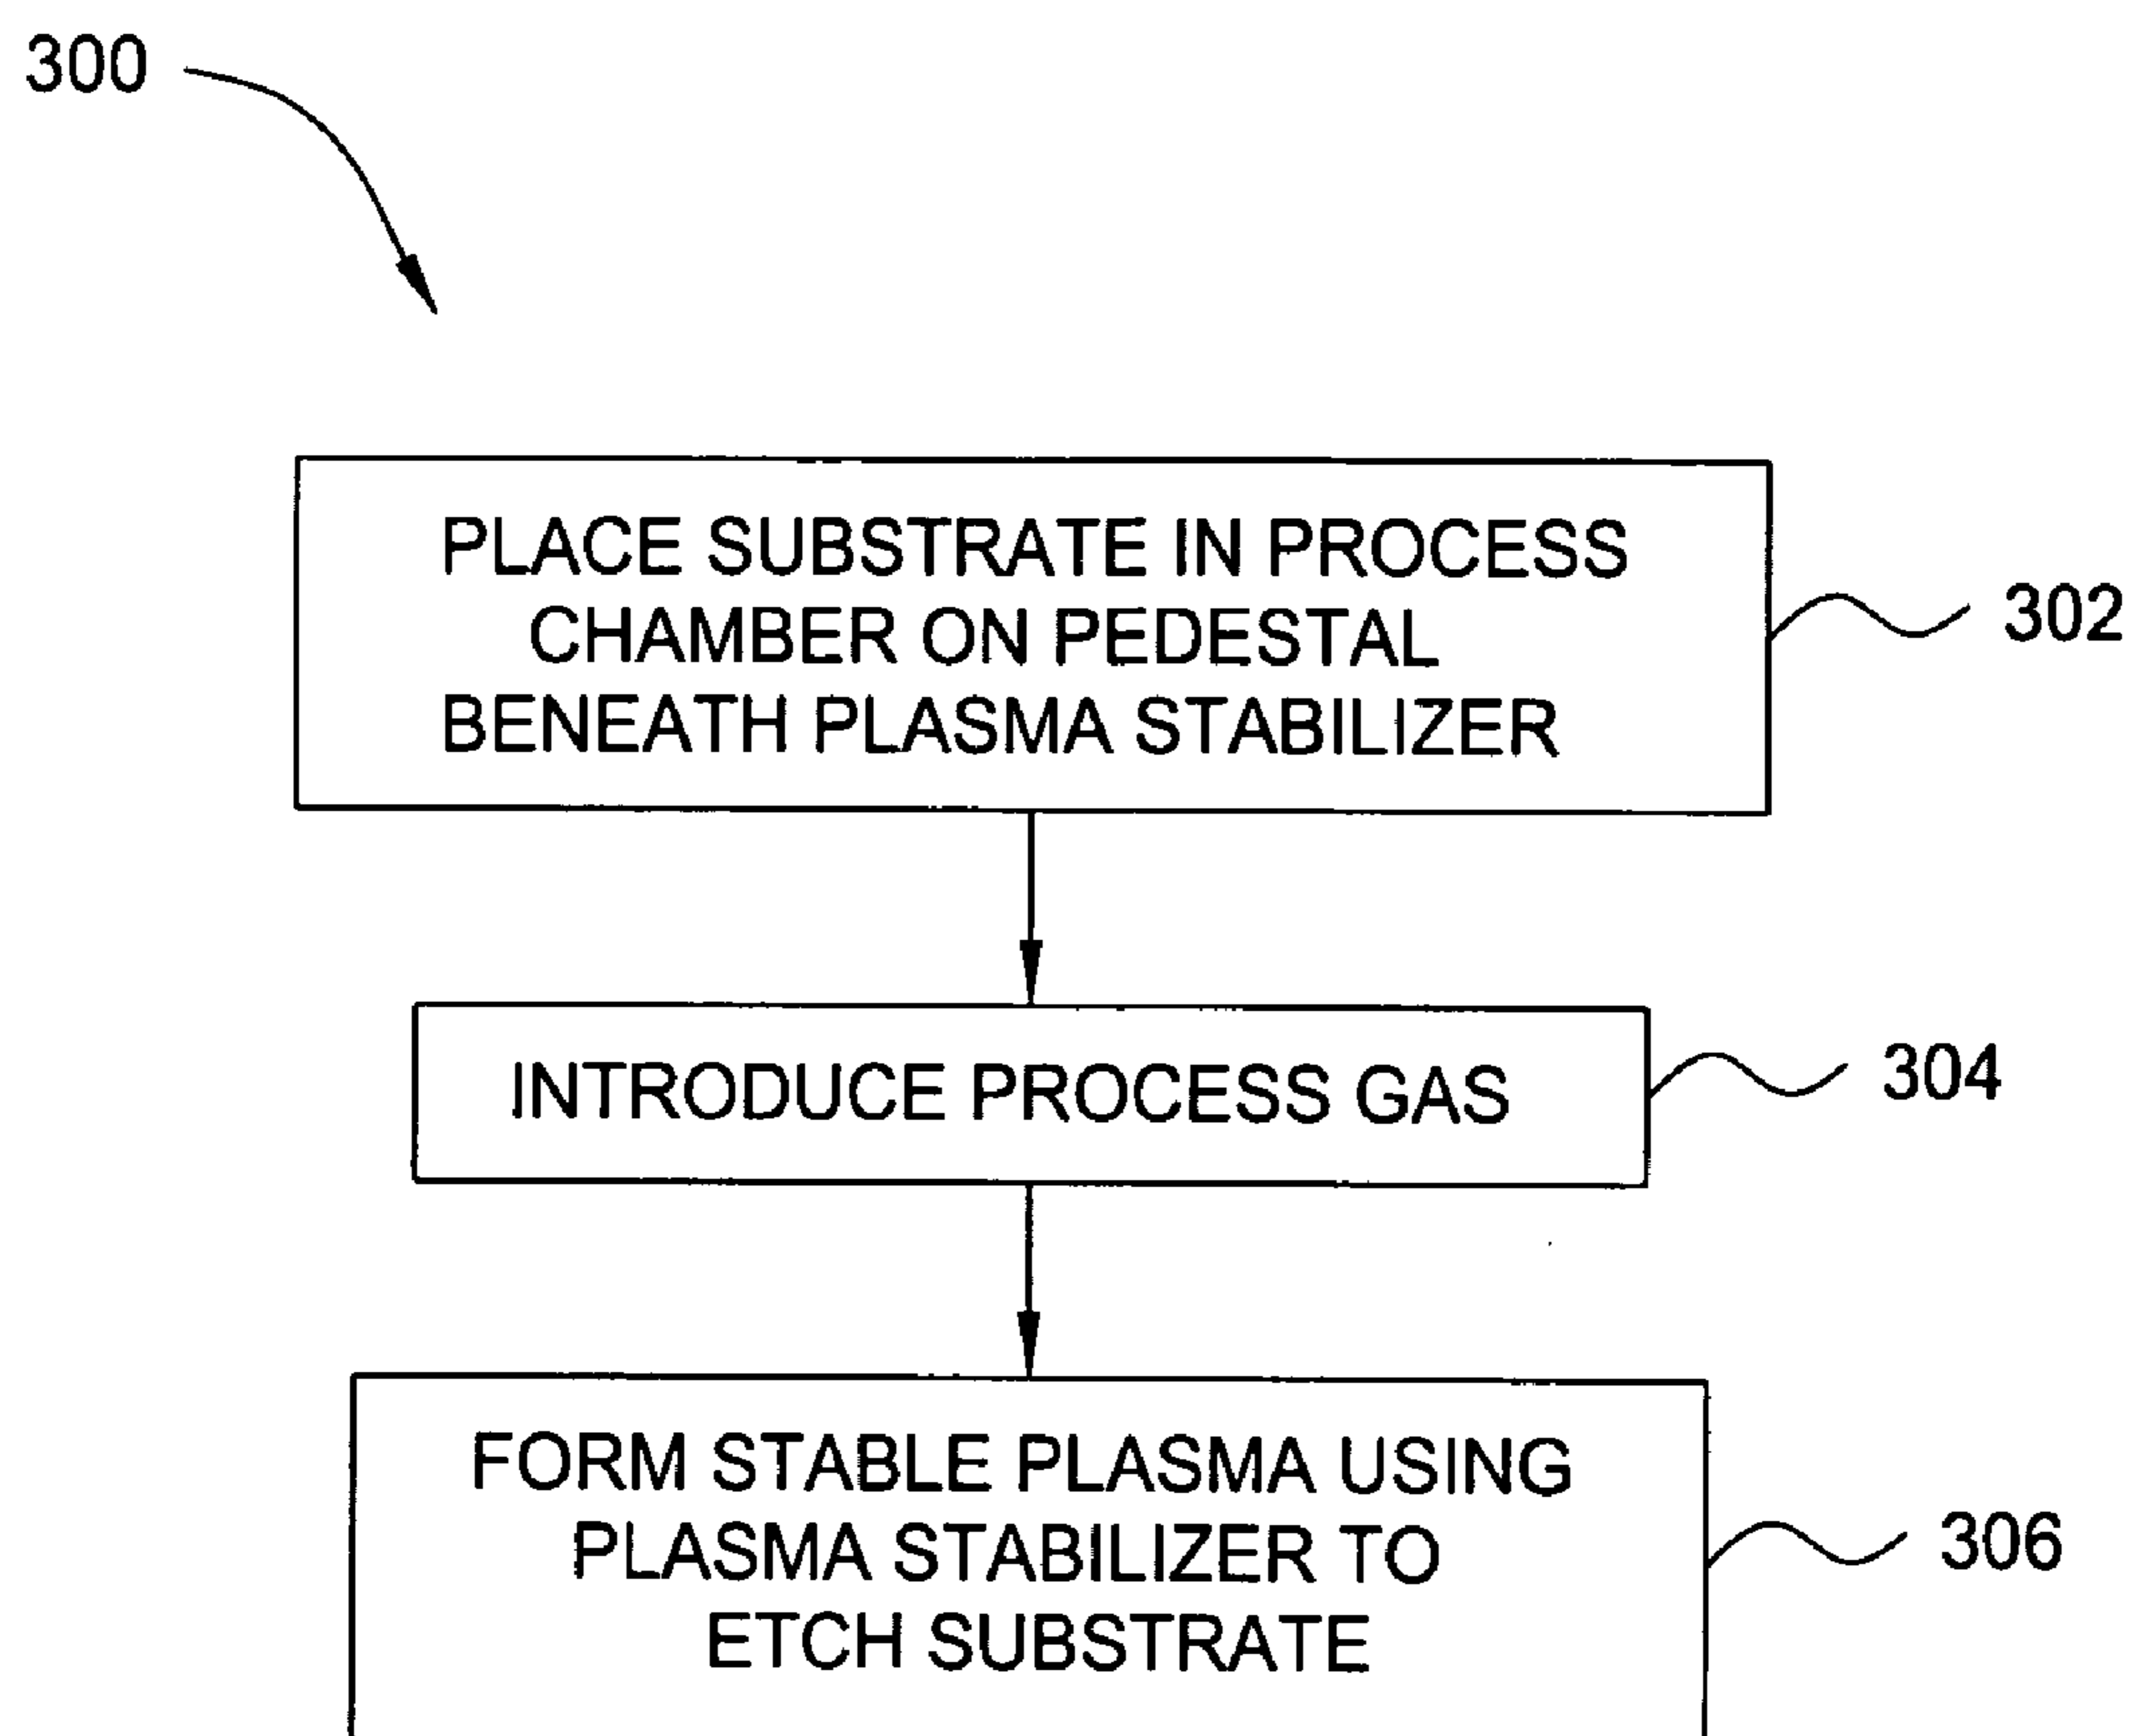 300
PLACE SUBSTRATE IN PROCESS
CHAMBER ON PEDESTAL
BENEATH PLASMA STABILIZER
302
INTRODUCE PROCESS GAS
304
FORM STABLE PLASMA USING
PLASMA STABILIZER TO
ETCH SUBSTRATE
306